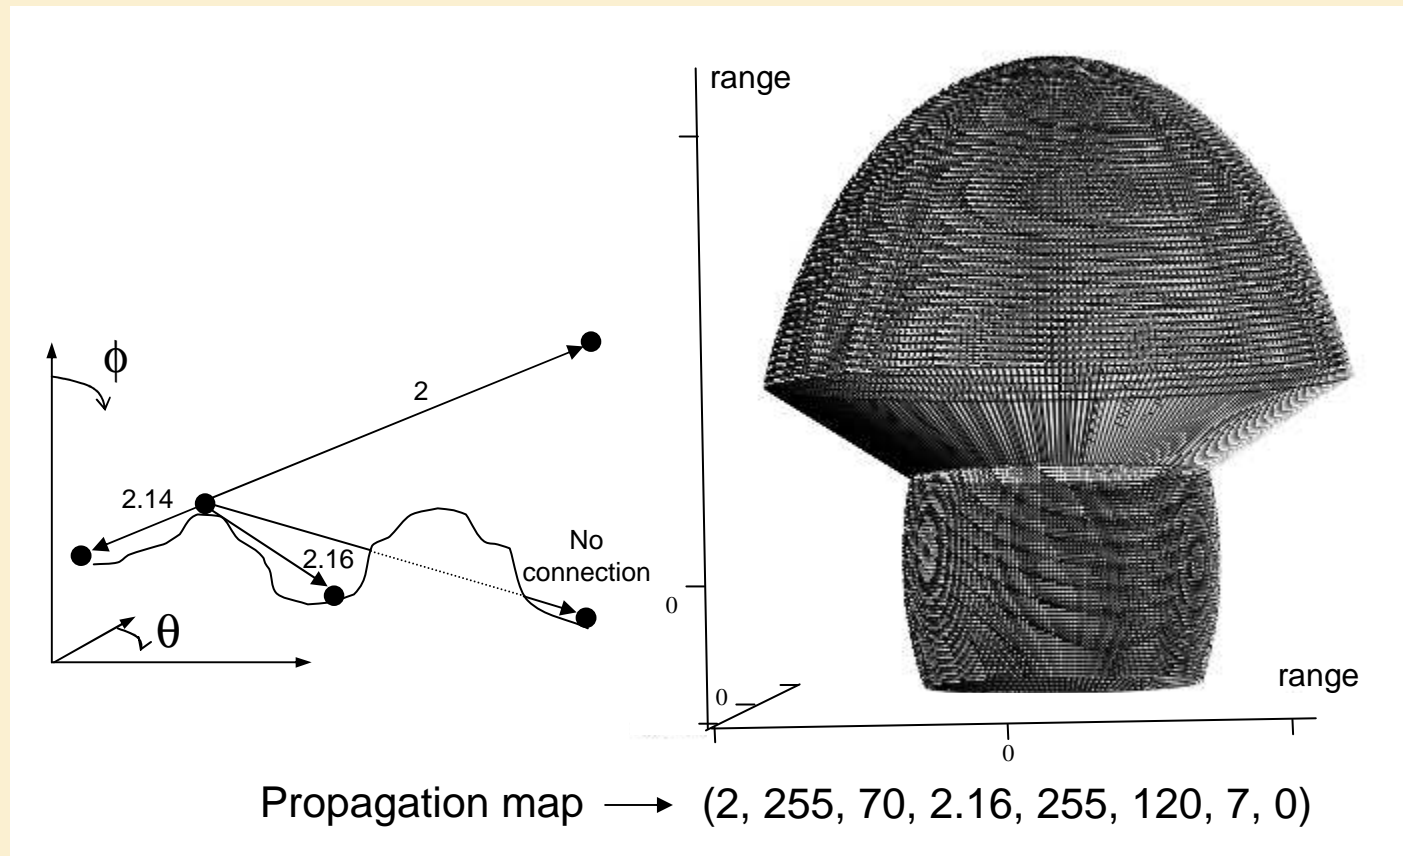 range
ϕ
2
2.14
2.16
No
connection
θ
0
range
0
0
Propagation map → (2, 255, 70, 2.16, 255, 120, 7, 0)